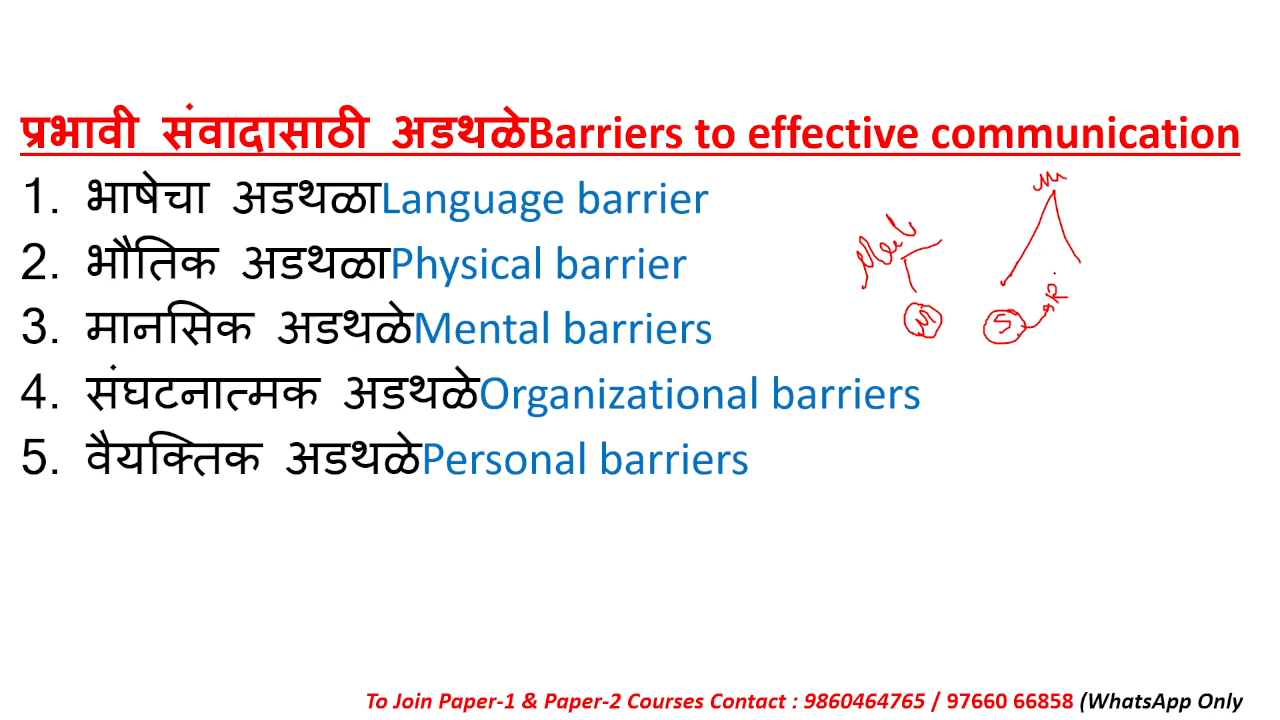 प्रभावी संवादासाठी अडथळेBarriers to effective communication
1. भाषेचा अडथळाLanguage barrier
2. भौतिक अडथळाPhysical barrier
3. मानसिक अडथळेMental barriers
4. संघटनात्मक अडथळेOrganizational barriers
5. वैयक्तिक अडथळेPersonal barriers
M
S
R.
To Join Paper-1 & Paper-2 Courses Contact : 9860464765 / 97660 66858 (WhatsApp Only